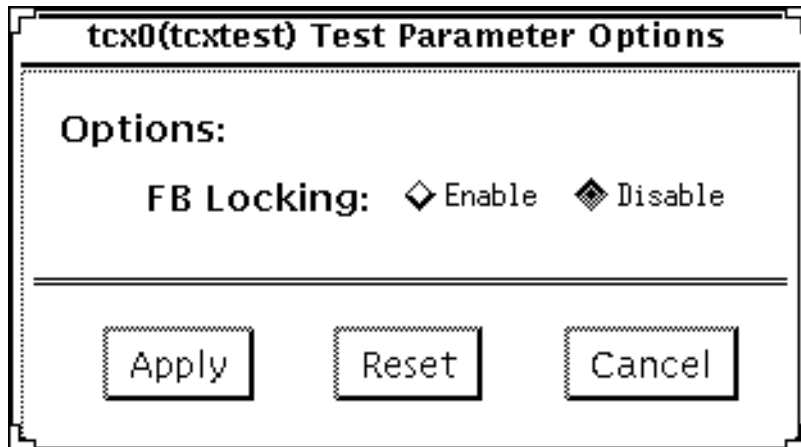 tcx0(tcxtest) Test Parameter Options
Options:
FB Locking: Enable Disable
Apply Reset Cancel